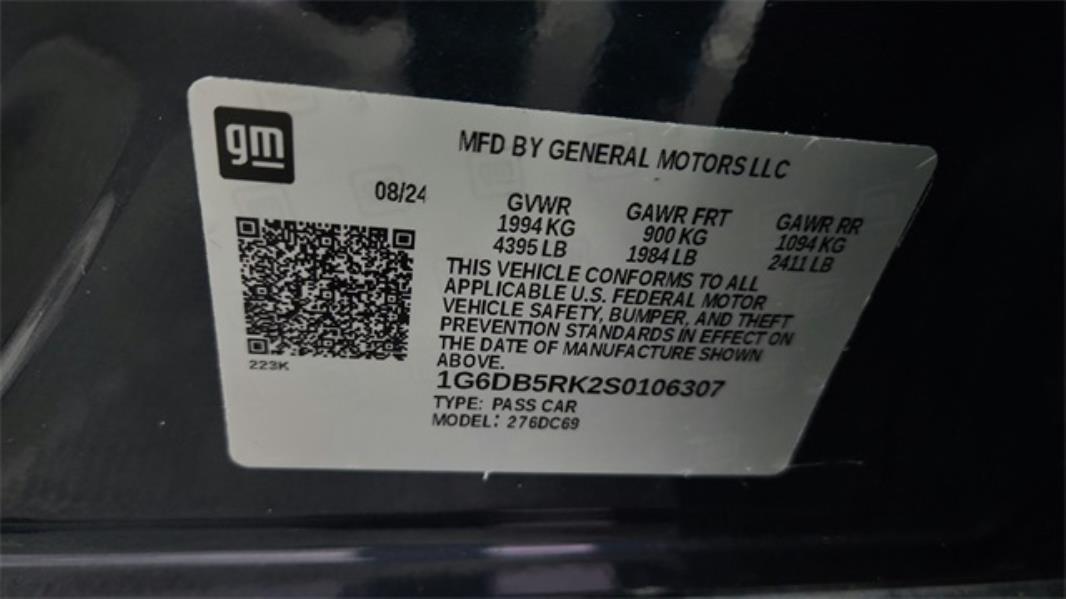 gm
MFD BY GENERAL MOTORS LLC
08/24
GVWR
1994 KG
4395 LB
GAWR FRT
900 KG
1984 LB
GAWR RR
1094 KG
2411 LB
THIS VEHICLE CONFORMS TO ALL
APPLICABLE U.S. FEDERAL MOTOR
VEHICLE SAFETY, BUMPER, AND THEFT
PREVENTION STANDARDS IN EFFECT ON
THE DATE OF MANUFACTURE SHOWN
ABOVE.
223K
1G6DB5RK2S0106307
TYPE: PASS CAR
MODEL: 276DC69